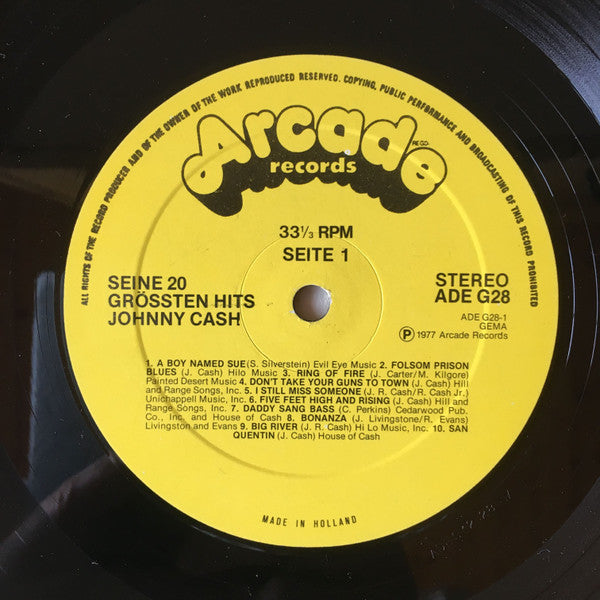 ALL RIGHTS OF THE RECORD PRODUCER AND OF THE OWNER OF THE WORK REPRODUCED RESERVED. COPYING, PUBLIC PERFORMANCE AND BROADCASTING OF THIS RECORD PROHIBITED
Arcade
REGD.
records
33⅓ RPM
SEITE 1
SEINE 20
GRÖSSTEN HITS
JOHNNY CASH
STEREO
ADE G28
ADE G28-1
GEMA
Ⓟ 1977 Arcade Records
1. A BOY NAMED SUE(S. Silverstein) Evil Eye Music 2. FOLSOM PRISON
BLUES (J. Cash) Hilo Music 3. RING OF FIRE (J. Carter/M. Kilgore)
Painted Desert Music 4. DON'T TAKE YOUR GUNS TO TOWN (J. Cash) Hill
and Range Songs, Inc. 5. I STILL MISS SOMEONE (J. R. Cash/R. Cash Jr.)
Unichappell Music, Inc. 6. FIVE FEET HIGH AND RISING (J. Cash) Hill and
Range Songs, Inc. 7. DADDY SANG BASS (C. Perkins) Cedarwood Pub.
Co., Inc. and House of Cash 8. BONANZA (J. Livingstone/R. Evans)
Livingston and Evans 9. BIG RIVER (J. R. Cash) Hi Lo Music, Inc. 10. SAN
QUENTIN (J. Cash) House of Cash
MADE IN HOLLAND